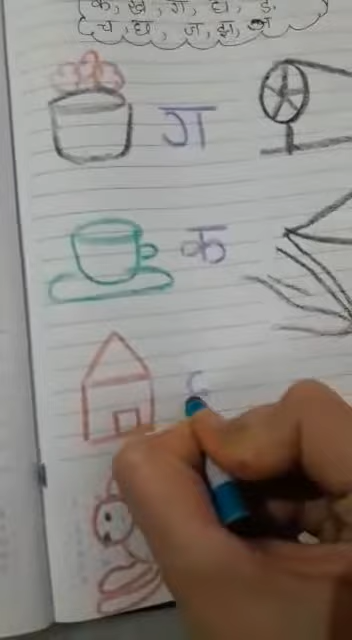 क, ख, ग, घ, ङ,
च, छ, ज, झ, ञ
ग
क